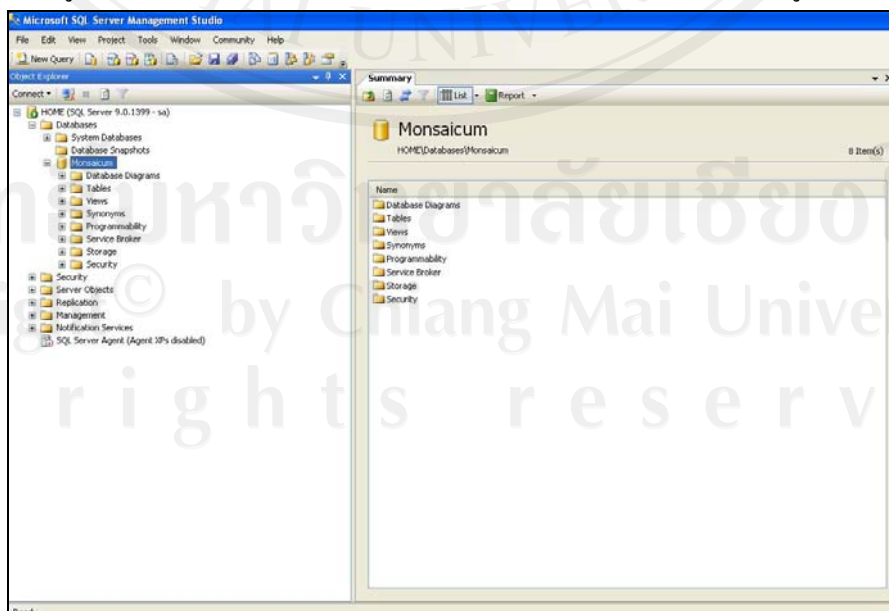 Microsoft SQL Server Management Studio
File Edit View Project Tools Window Community Help
New Query
Object Explorer
Connect
HOME (SQL Server 9.0.1399 - sa)
Databases
System Databases
Database Snapshots
Monsaicum
Database Diagrams
Tables
Views
Synonyms
Programmability
Service Broker
Storage
Security
Security
Server Objects
Replication
Management
Notification Services
SQL Server Agent (Agent XPs disabled)
Summary
List Report
Monsaicum
HOME\Databases\Monsaicum
8 Item(s)
Name
Database Diagrams
Tables
Views
Synonyms
Programmability
Service Broker
Storage
Security
UNIVER
© by Chiang Mai Unive
rights reserv